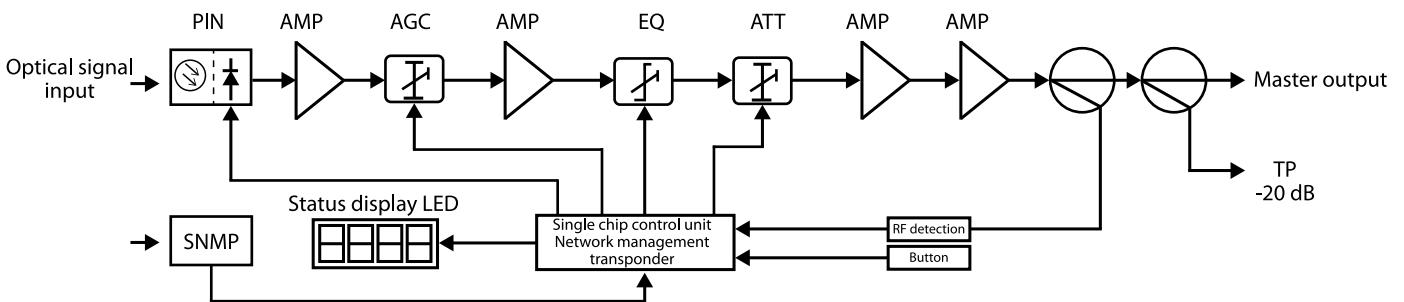 PIN
AMP
AGC
AMP
EQ
ATT
AMP
AMP
Optical signal
input
Master output
TP
-20 dB
Status display LED
SNMP
Single chip control unit
Network management
transponder
RF detection
Button